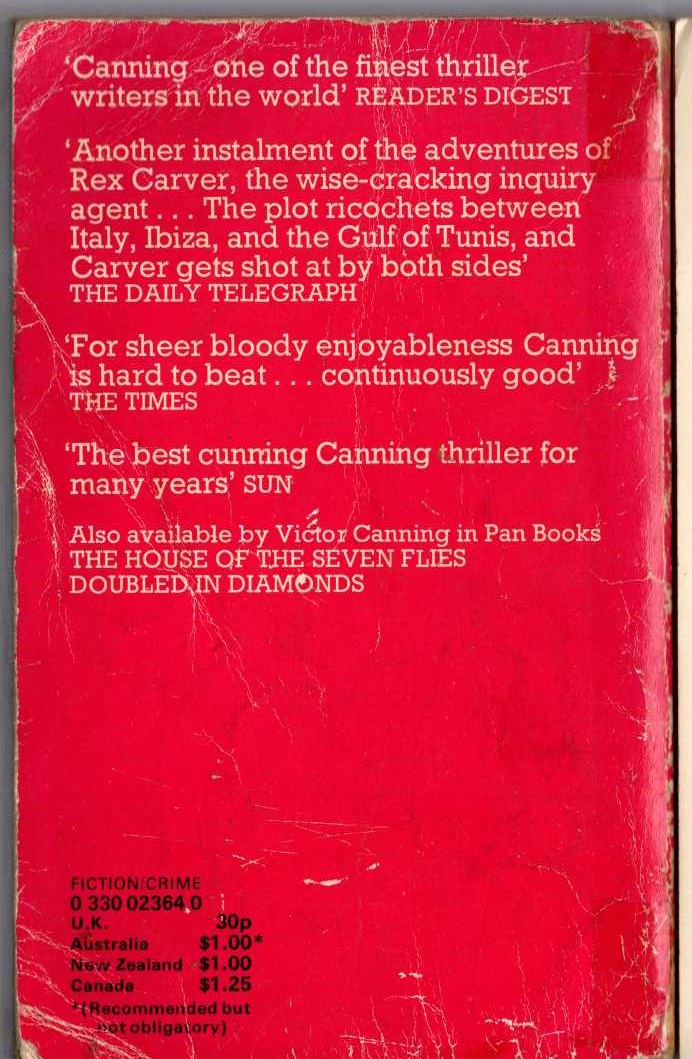 ‘Canning – one of the finest thriller
writers in the world’ READER'S DIGEST
‘Another instalment of the adventures of
Rex Carver, the wise-cracking inquiry
agent . . . The plot ricochets between
Italy, Ibiza, and the Gulf of Tunis, and
Carver gets shot at by both sides’
THE DAILY TELEGRAPH
‘For sheer bloody enjoyableness Canning
is hard to beat . . . continuously good’
THE TIMES
‘The best cunning Canning thriller for
many years’ SUN
Also available by Victor Canning in Pan Books
THE HOUSE OF THE SEVEN FLIES
DOUBLED IN DIAMONDS
FICTION/CRIME
0 330 02364 0
U.K. 30p
Australia $1.00*
New Zealand $1.00
Canada $1.25
*(Recommended but
not obligatory)